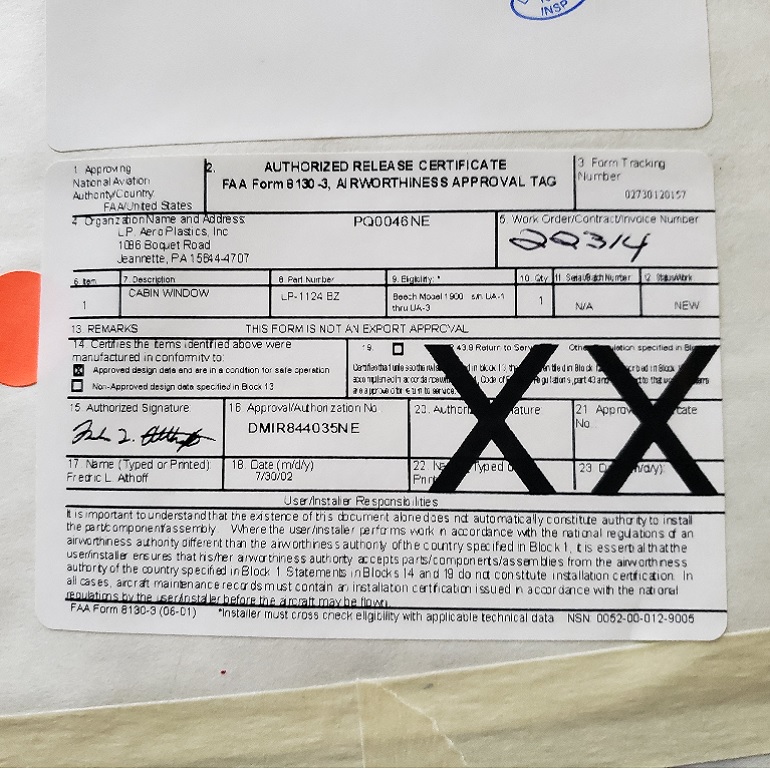 INSP
1 Approving National Aviation Authority/Country FAA/United States
2. AUTHORIZED RELEASE CERTIFICATE
FAA Form 8130-3, AIRWORTHINESS APPROVAL TAG
3 Form Tracking Number
02730120157
4 Organization Name and Address
L.P. Aero Plastics, Inc
1086 Boquet Road
Jeannette, PA 15644-4707
PQ0046NE
5. Work Order/Contract/Invoice Number
22314
6 Item
7. Description
8 Part Number
9. Eligibility: *
10 Qty
11 Serial/Batch Number
12 Status/Work
1
CABIN WINDOW
LP-1124 BZ
Beech Model 1900 s/n UA-1
thru UA-3
1
N/A
NEW
13 REMARKS THIS FORM IS NOT AN EXPORT APPROVAL
14 Certifies the items identified above were
manufactured in conformity to:
Approved design data and are in a condition for safe operation
Non-Approved design data specified in Block 13
19. 43.9 Return to specified in
15 Authorized Signature
16 Approval/Authorization No.
DMIR844035NE
20.
21
No.
17 Name (Typed or Printed):
Fredric L. Althoff
18. Date (m/d/y)
7/30/02
22
23.
User/Installer Responsibilities
It is important to understand that the existence of this document alone does not automatically constitute authority to install
the part/component/assembly Where the user/installer performs work in accordance with the national regulations of an
airworthiness authority different than the airworthiness authority of the country specified in Block 1, it is essential that the
user/installer ensures that his/her airworthiness authority accepts parts/components/assemblies from the airworthiness
authority of the country specified in Block 1 Statements in Blocks 14 and 19 do not constitute installation certification. In
all cases, aircraft maintenance records must contain an installation certification issued in accordance with the national
regulations by the user/installer before the aircraft may be flown.
FAA Form 8130-3 (06-01) *Installer must cross check eligibility with applicable technical data NSN 0052-00-012-9005